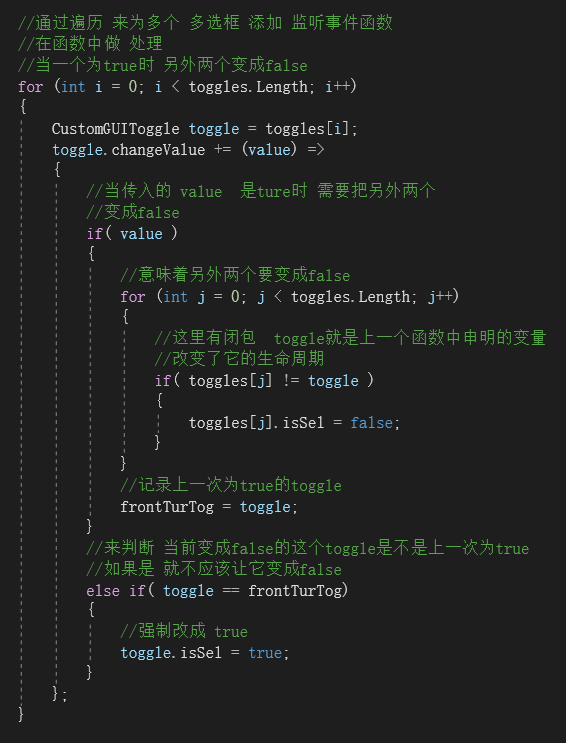 //通过遍历 来为多个 多选框 添加 监听事件函数
//在函数中做 处理
//当一个为true时 另外两个变成false
for (int i = 0; i < toggles.Length; i++)
{
    CustomGUIToggle toggle = toggles[i];
    toggle.changeValue += (value) =>
    {
        //当传入的 value  是ture时 需要把另外两个
        //变成false
        if( value )
        {
            //意味着另外两个要变成false
            for (int j = 0; j < toggles.Length; j++)
            {
                //这里有闭包  toggle就是上一个函数中申明的变量
                //改变了它的生命周期
                if( toggles[j] != toggle )
                {
                    toggles[j].isSel = false;
                }
            }
            //记录上一次为true的toggle
            frontTurTog = toggle;
        }
        //来判断 当前变成false的这个toggle是不是上一次为true
        //如果是 就不应该让它变成false
        else if( toggle == frontTurTog)
        {
            //强制改成 true
            toggle.isSel = true;
        }
    };
}